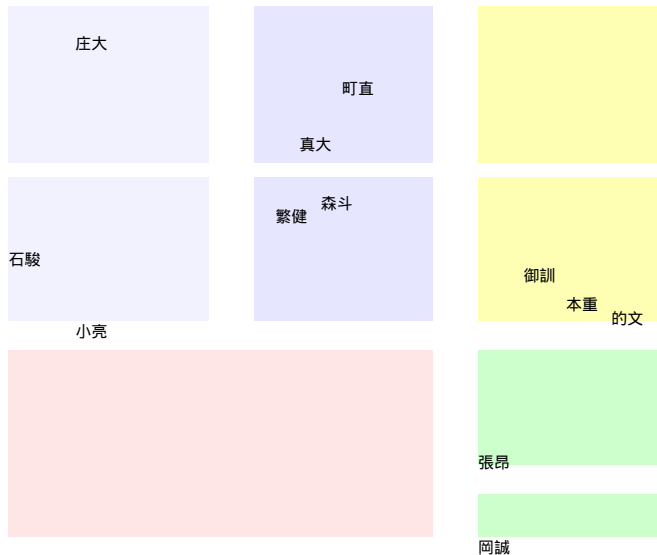 庄大
町直
真大
森斗
繁健
石駿
御訓
本重
的文
小亮
張昂
岡誠